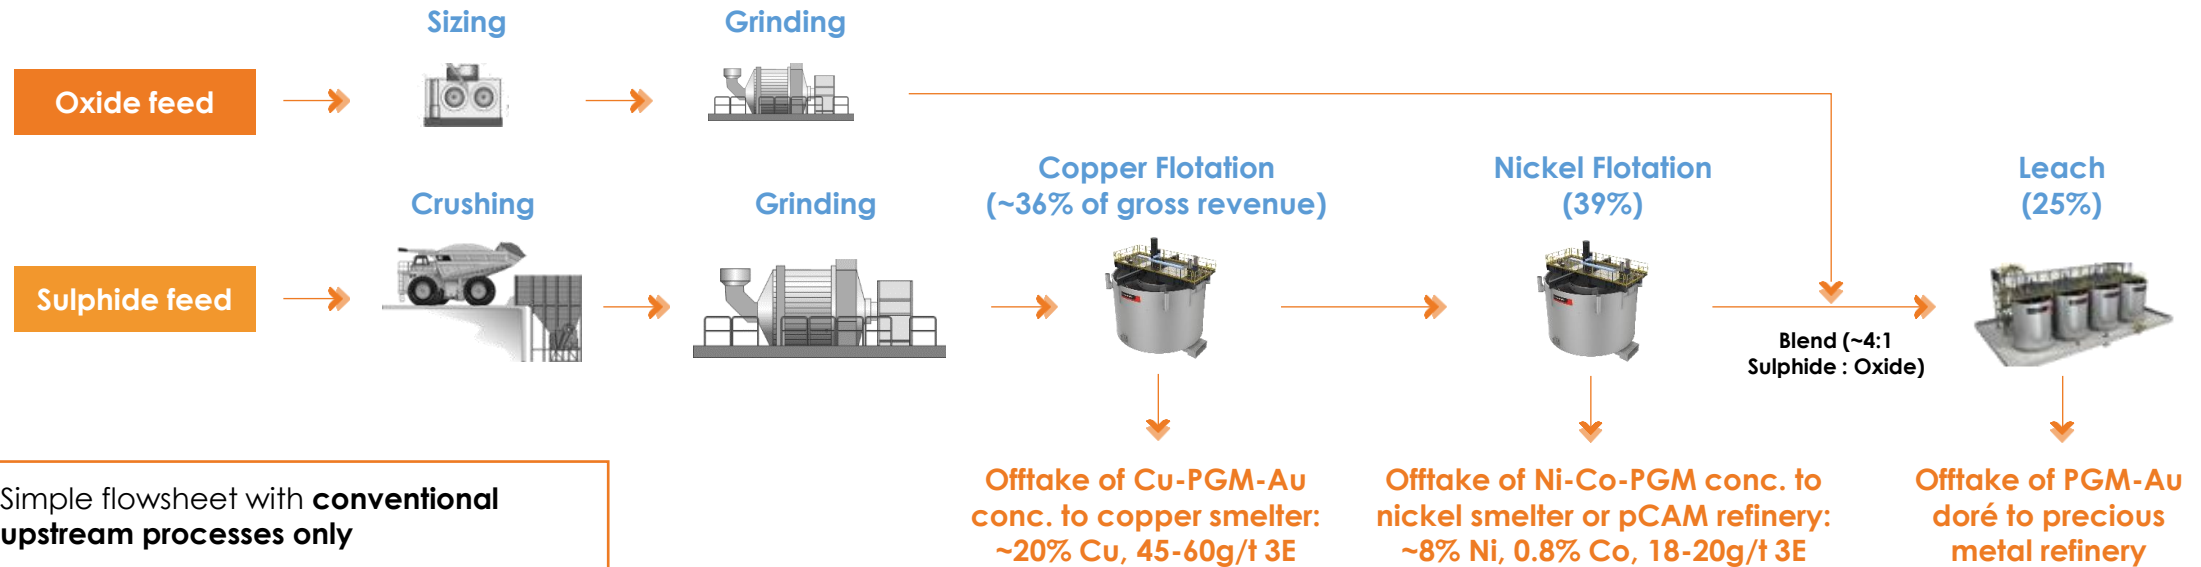 Sizing
Grinding
Oxide feed
Copper Flotation
(~36% of gross revenue)
Nickel Flotation
(39%)
Leach
(25%)
Crushing
Grinding
Sulphide feed
Blend (~4:1
Sulphide : Oxide)
Offtake of Cu-PGM-Au
conc. to copper smelter:
~20% Cu, 45-60g/t 3E
Offtake of Ni-Co-PGM conc. to
nickel smelter or pCAM refinery:
~8% Ni, 0.8% Co, 18-20g/t 3E
Offtake of PGM-Au
doré to precious
metal refinery
Simple flowsheet with conventional
upstream processes only